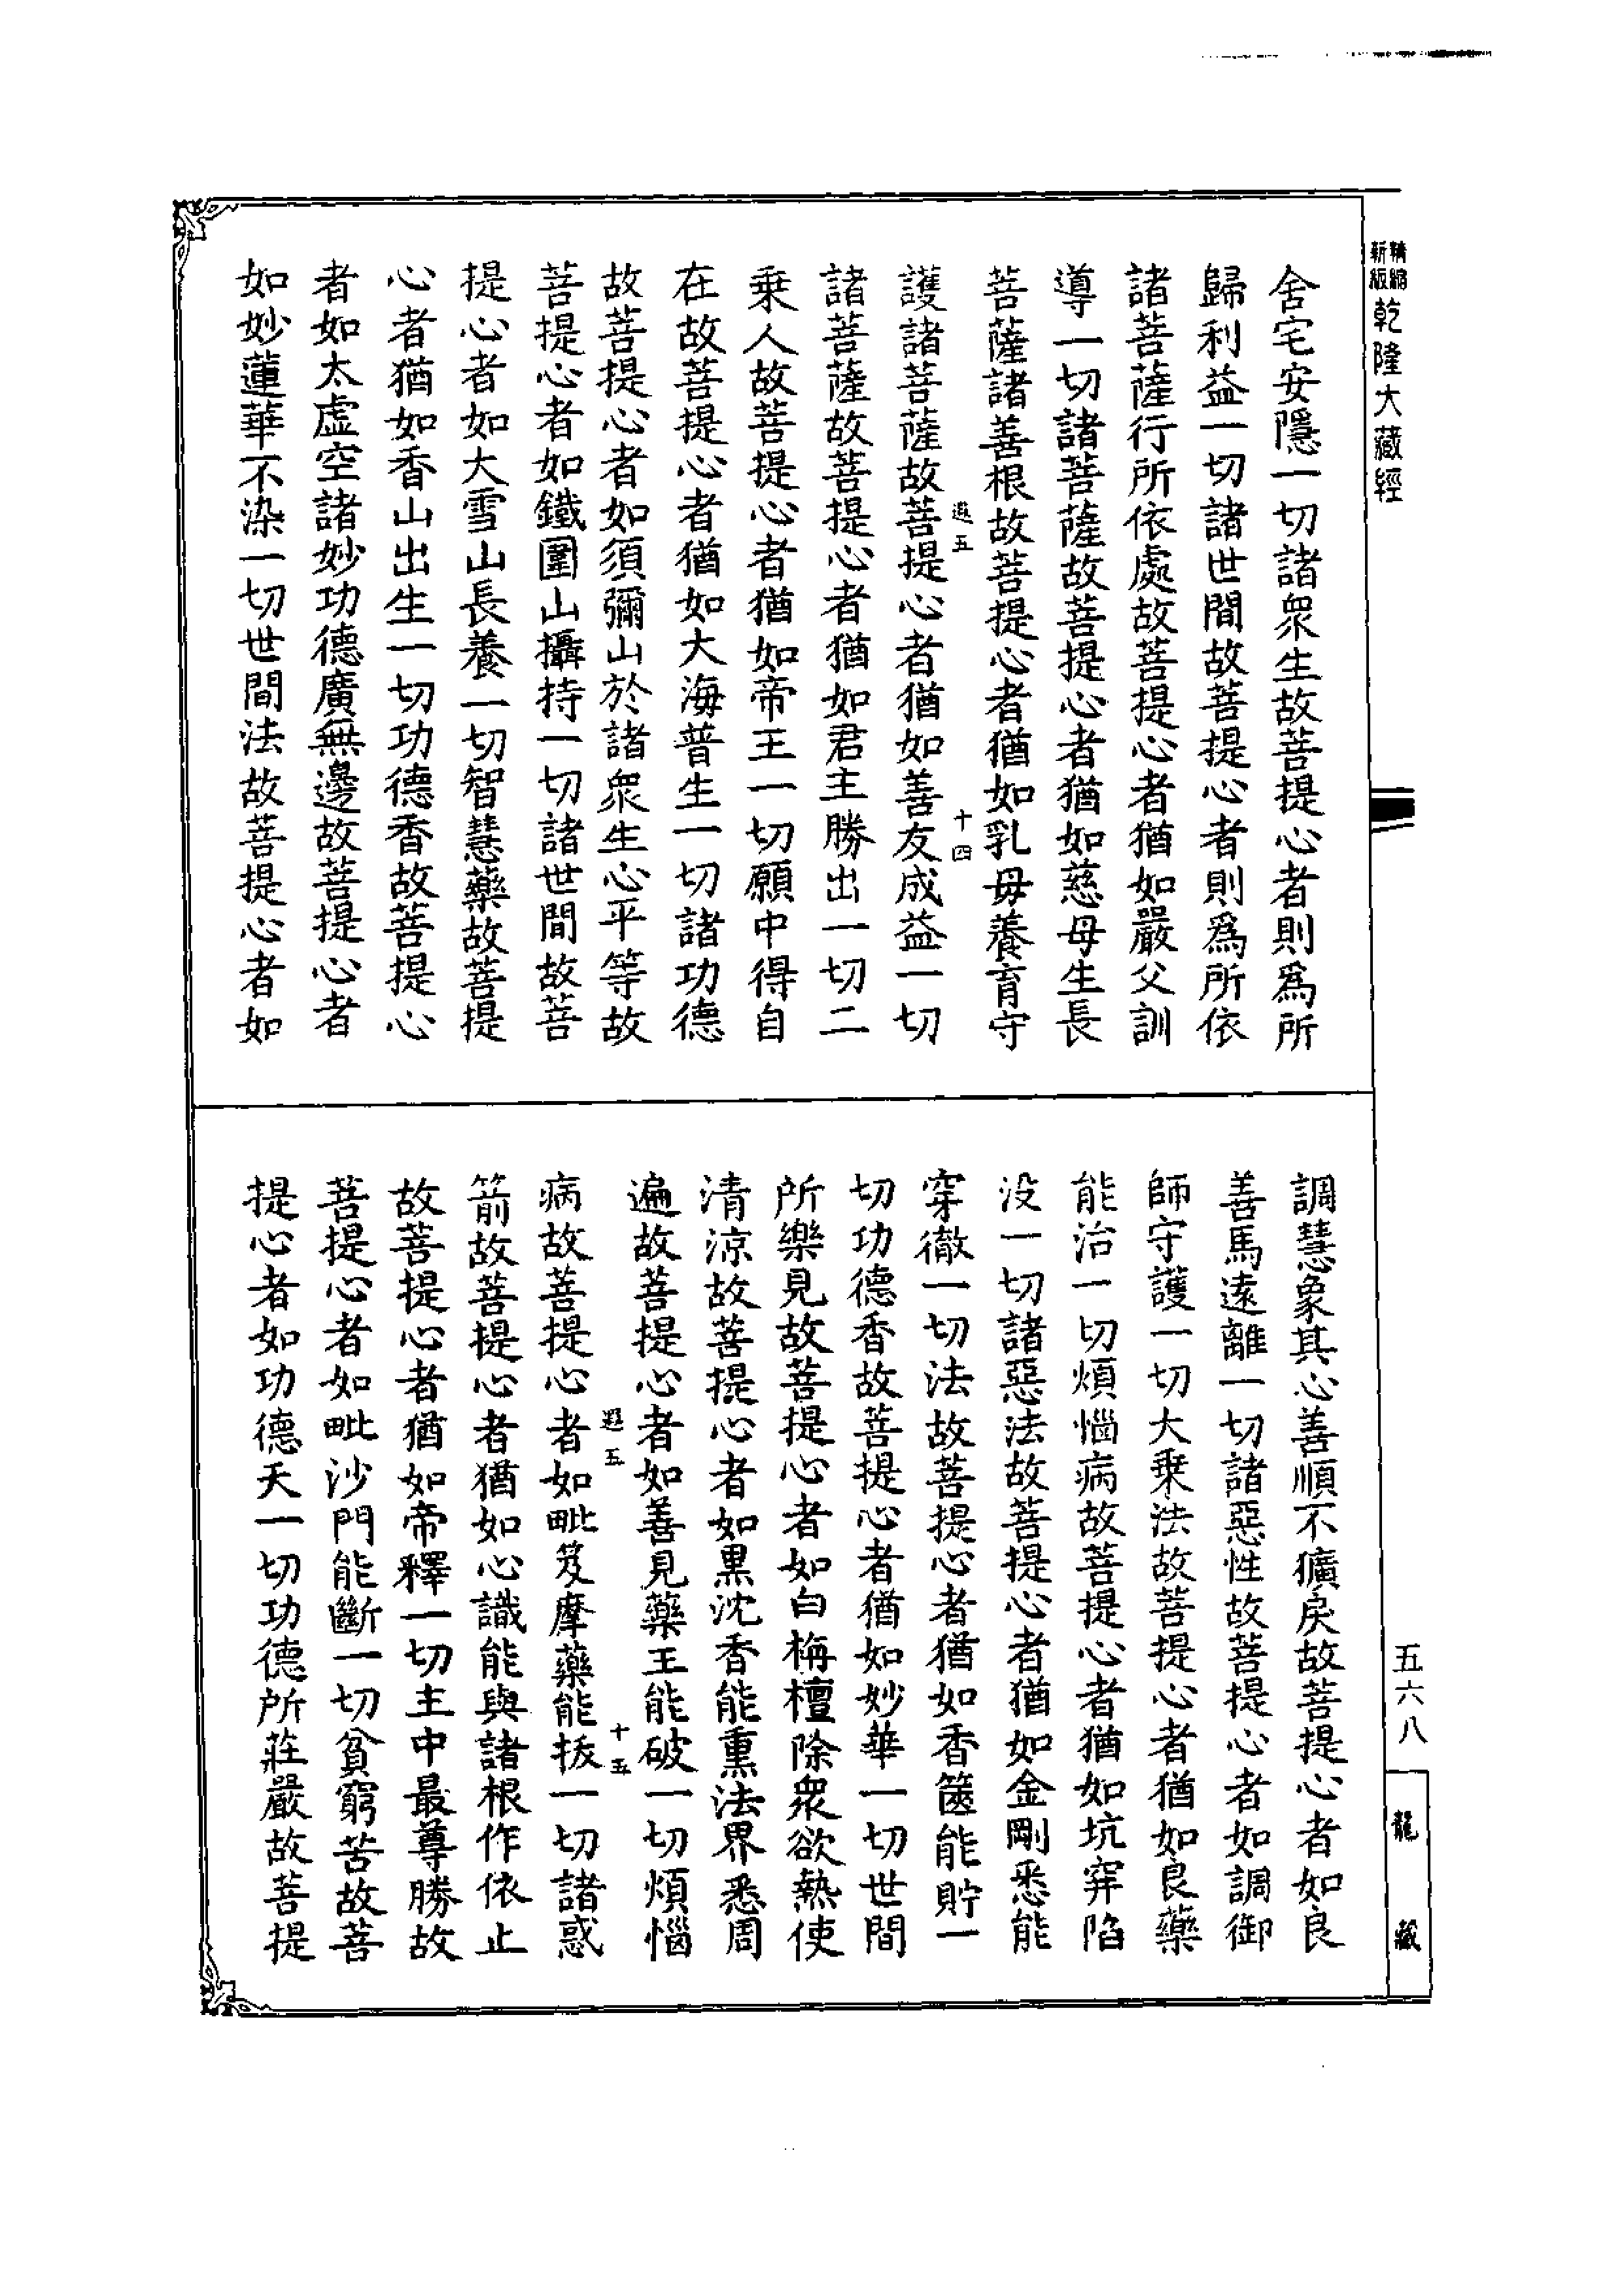 精縮
新版
乾隆大藏經
舍宅安隱一切諸衆生故菩提心者則爲所
歸利益一切諸世間故菩提心者則爲所依
諸菩薩行所依處故菩提心者猶如嚴父訓
導一切諸菩薩故菩提心者猶如慈母生長
菩薩諸善根故菩提心者猶如乳母養育守
五
十四
護諸菩薩故菩提心者猶如善友成益一切
諸菩薩故菩提心者猶如君主勝出一切二
乘人故菩提心者猶如帝王一切願中得自
在故菩提心者猶如大海普生一切諸功德
故菩提心者如須彌山於諸衆生心平等故
菩提心者如鐵圍山攝持一切諸世間故菩
提心者如大雪山長養一切智慧藥故菩提
心者猶如香山出生一切功德香故菩提心
者如太虛空諸妙功德廣無邊故菩提心者
如妙蓮華不染一切世間法故菩提心者如
調慧象其心善順不獷戾故菩提心者如良
善馬遠離一切諸惡性故菩提心者如調御
師守護一切大乘法故菩提心者猶如良藥
能治一切煩惱病故菩提心者猶如坑穽陷
没一切諸惡法故菩提心者猶如金剛悉能
穿徹一切法故菩提心者猶如香篋能貯一
切功德香故菩提心者猶如妙華一切世間
所樂見故菩提心者如白栴檀除衆欲熱使
清涼故菩提心者如黑沈香能熏法界悉周
遍故菩提心者如善見藥王能破一切煩惱
五
十五
病故菩提心者如毗笈摩藥能拔一切諸惑
箭故菩提心者猶如心識能與諸根作依止
故菩提心者猶如帝釋一切主中最尊勝故
菩提心者如毗沙門能斷一切貧窮苦故菩
提心者如功德天一切功德所莊嚴故菩提
五六八
龍藏